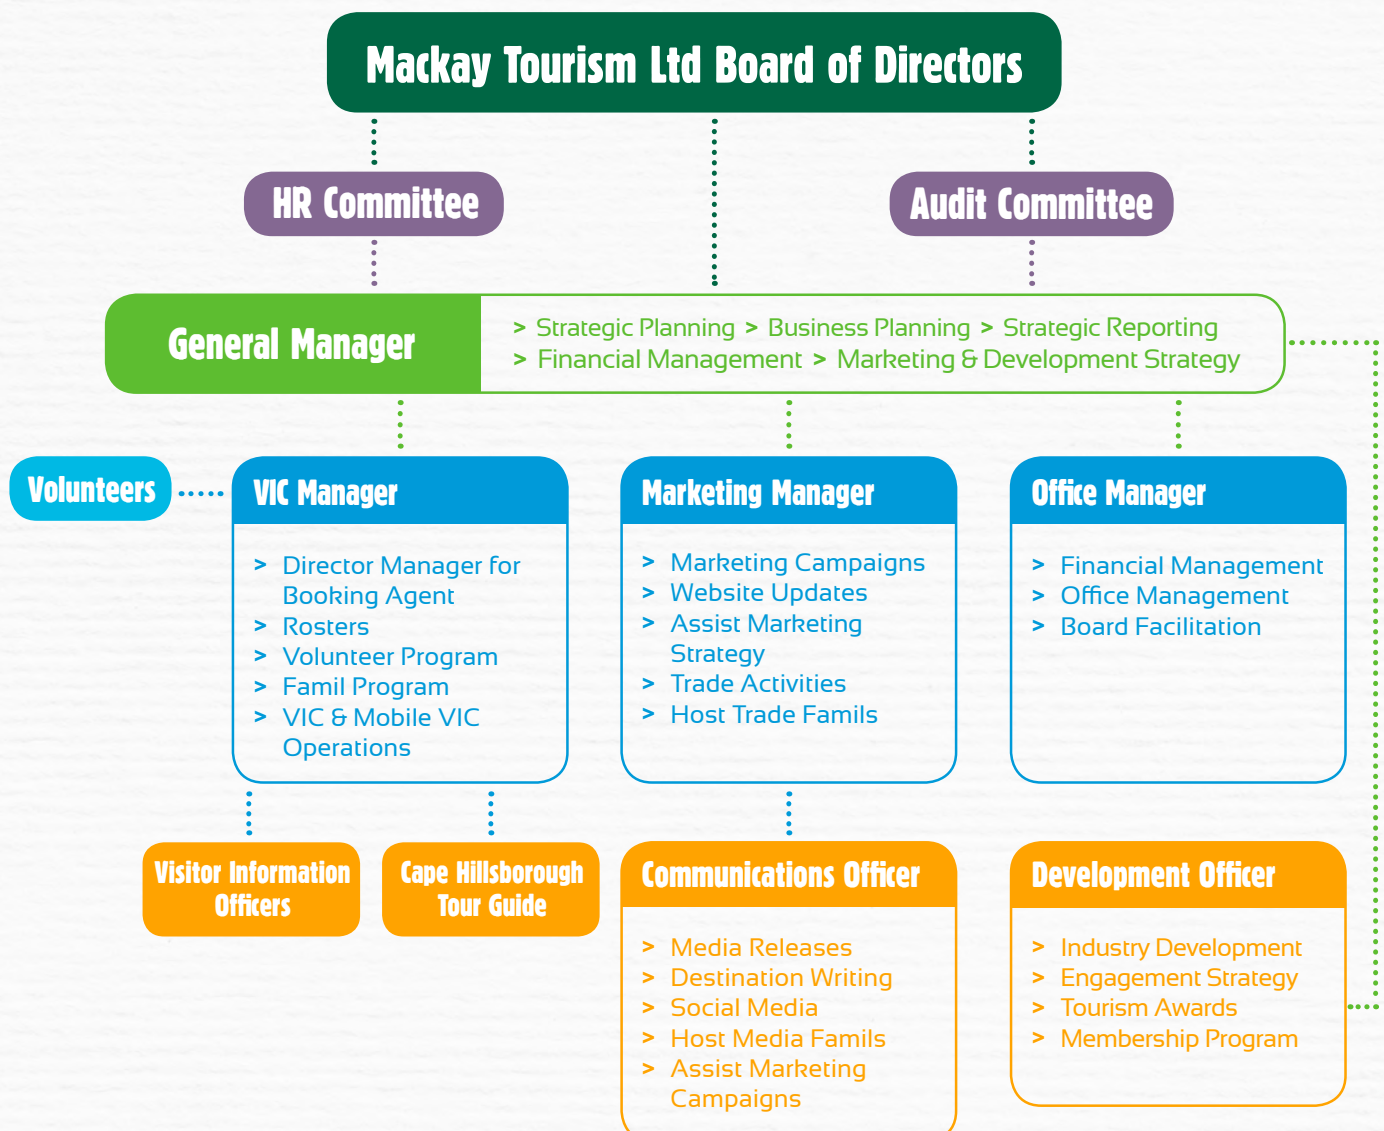 Mackay Tourism Ltd Board of Directors
HR Committee
Audit Committee
General Manager
> Strategic Planning > Business Planning > Strategic Reporting
> Financial Management > Marketing & Development Strategy
Volunteers
VIC Manager
> Director Manager for
Booking Agent
> Rosters
> Volunteer Program
> Famil Program
> VIC & Mobile VIC
Operations
Marketing Manager
> Marketing Campaigns
> Website Updates
> Assist Marketing
Strategy
> Trade Activities
> Host Trade Famils
Office Manager
> Financial Management
> Office Management
> Board Facilitation
Visitor Information
Officers
Cape Hillsborough
Tour Guide
Communications Officer
> Media Releases
> Destination Writing
> Social Media
> Host Media Famils
> Assist Marketing
Campaigns
Development Officer
> Industry Development
> Engagement Strategy
> Tourism Awards
> Membership Program